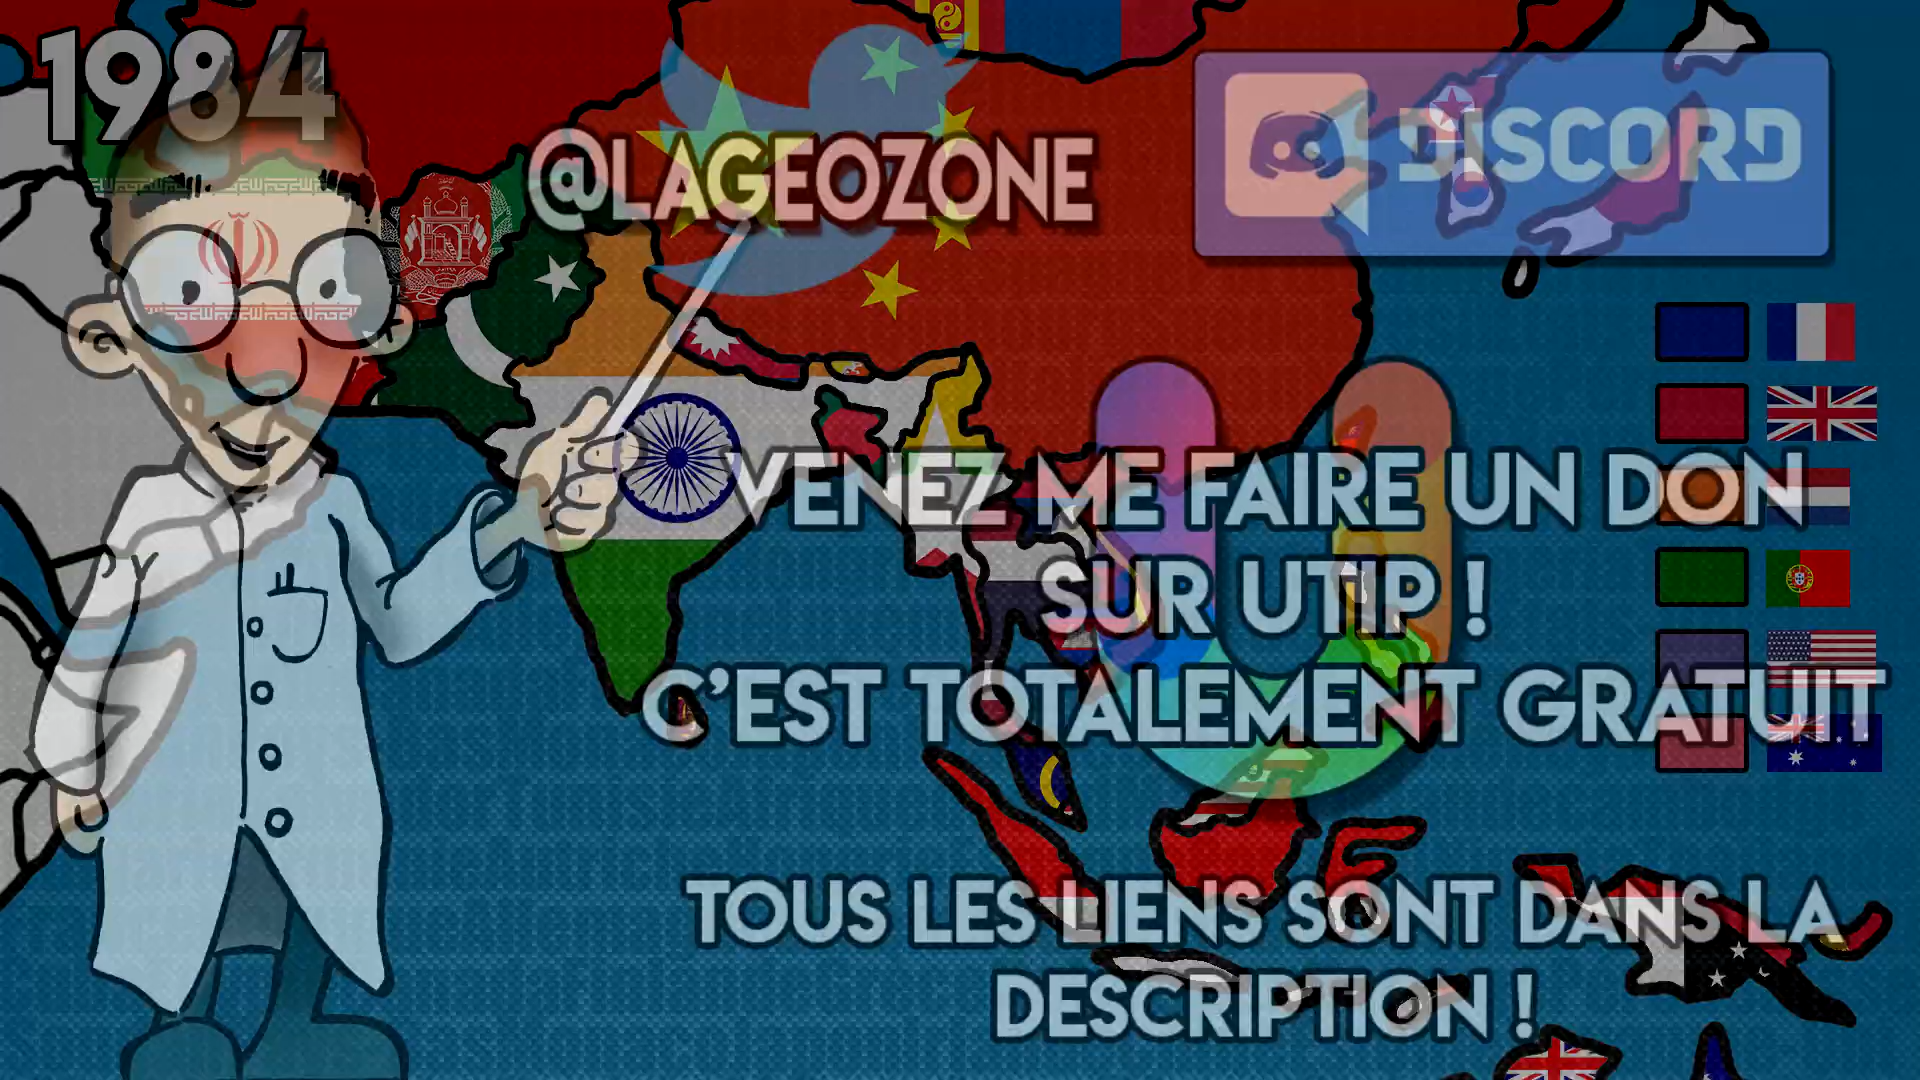 1984
@LAGEOZONE
DISCORD
VENEZ ME FAIRE UN DON
SUR UTIP !
C'EST TOTALEMENT GRATUIT
TOUS LES LIENS SONT DANS LA
DESCRIPTION !